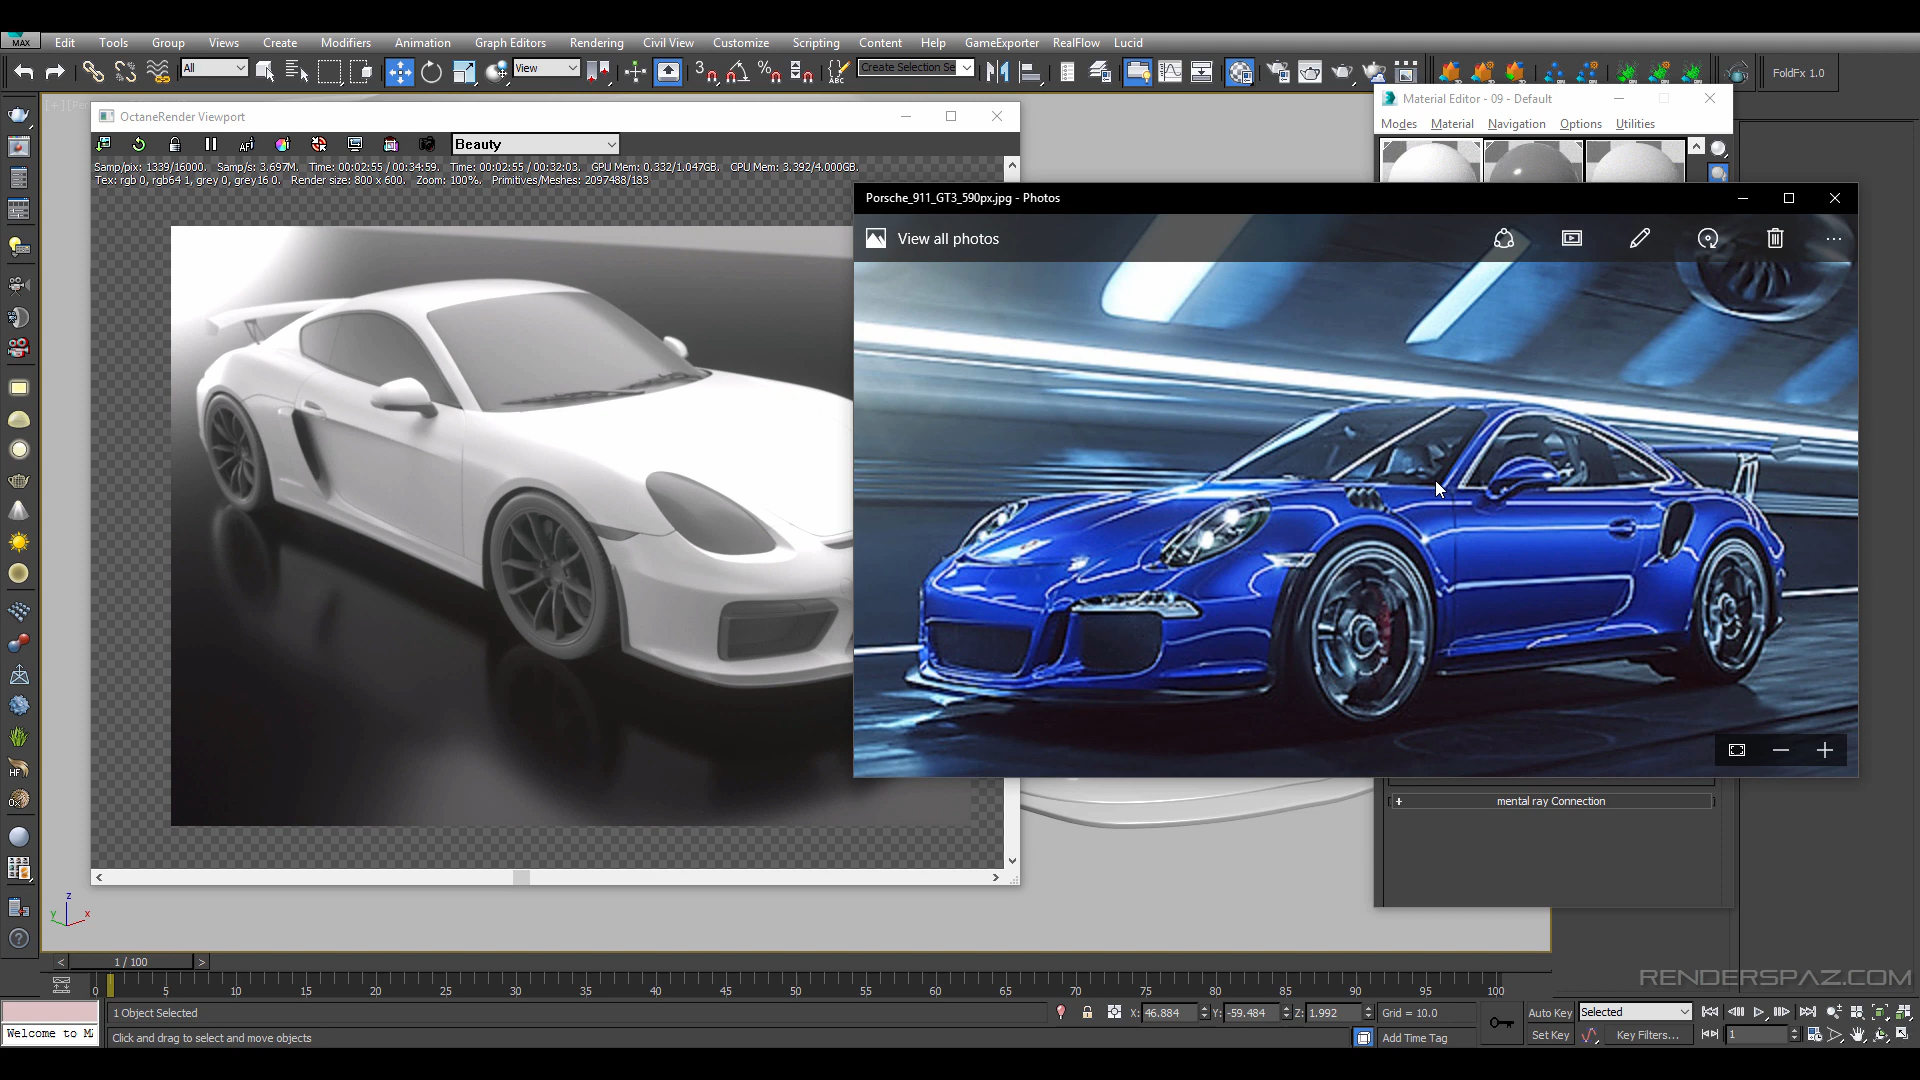 MAX
Edit Tools Group Views Create Modifiers Animation Graph Editors Rendering Civil View Customize Scripting Content Help GameExporter RealFlow Lucid
All View Create Selection Se FoldFx 1.0
OctaneRender Viewport
Beauty
Samp/pix: 1339/16000. Samp/s: 3.697M. Time: 00:02:55 / 00:34:59. Time: 00:02:55 / 00:32:03. GPU Mem: 0.332/1.047GB. CPU Mem: 3.392/4.000GB.
Tex: rgb 0, rgb64 1, grey 0, grey16 0. Render size: 800 x 600. Zoom: 100%. Primitives/Meshes: 2097488/183
Material Editor - 09 - Default
Modes Material Navigation Options Utilities
Porsche_911_GT3_590px.jpg - Photos
View all photos
+ mental ray Connection
z
y x
< 1 / 100 >
0 5 10 15 20 25 30 35 40 45 50 55 60 65 70 75 80 85 90 95 100
RENDERSPAZ.COM
1 Object Selected X: 46.884 Y: -59.484 Z: 1.992 Grid = 10.0 Auto Key Selected
Welcome to M Click and drag to select and move objects Add Time Tag Set Key Key Filters... 1